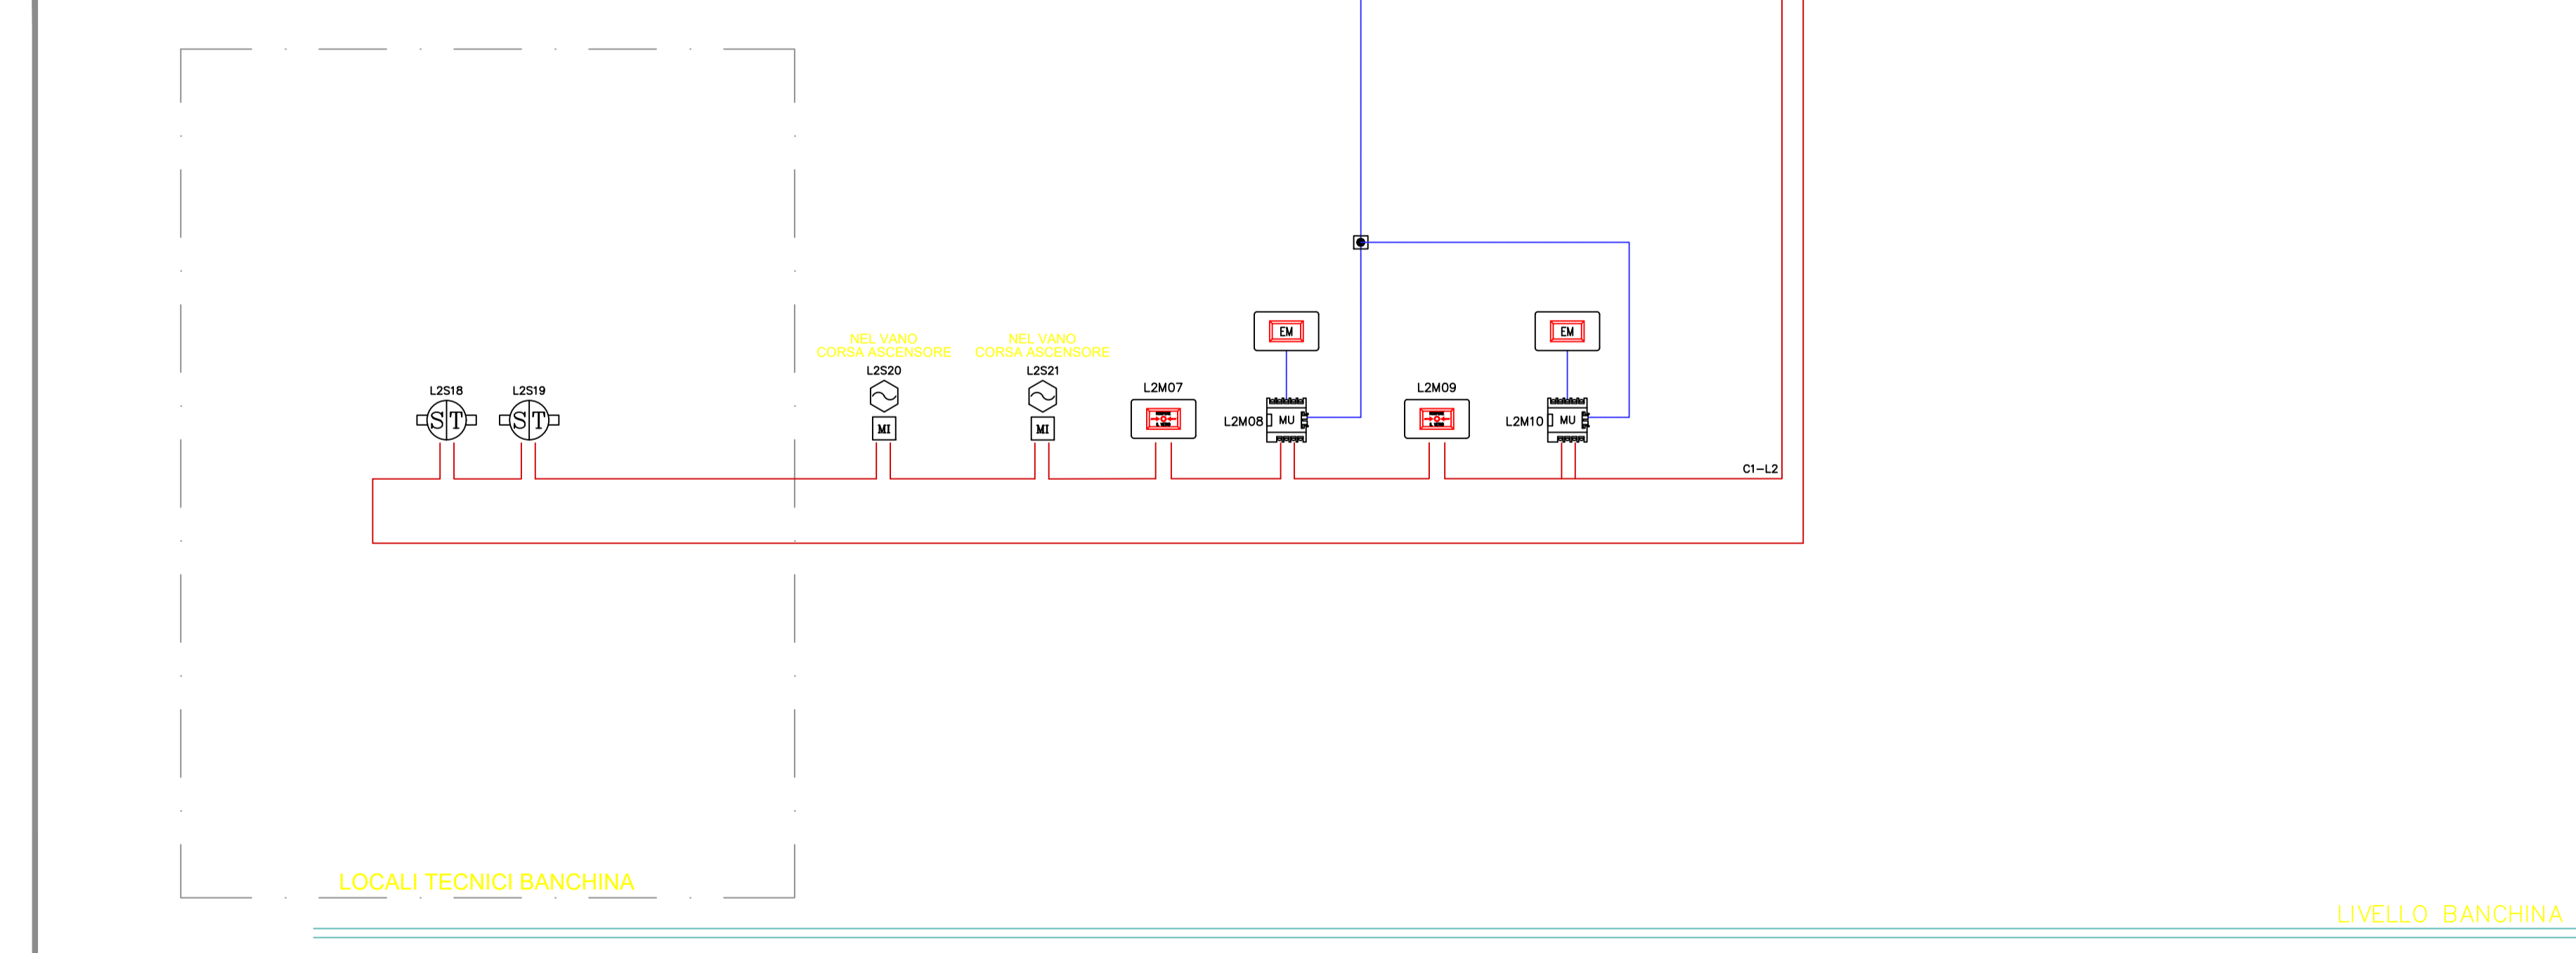 NEL VANO
CORSA ASCENSORE
NEL VANO
CORSA ASCENSORE
EM
EM
L2S18
L2S19
L2S20
L2S21
L2M07
L2M09
S T
S T
MI
MI
L2M08
MU
L2M10
MU
C1-L2
LOCALI TECNICI BANCHINA
LIVELLO BANCHINA